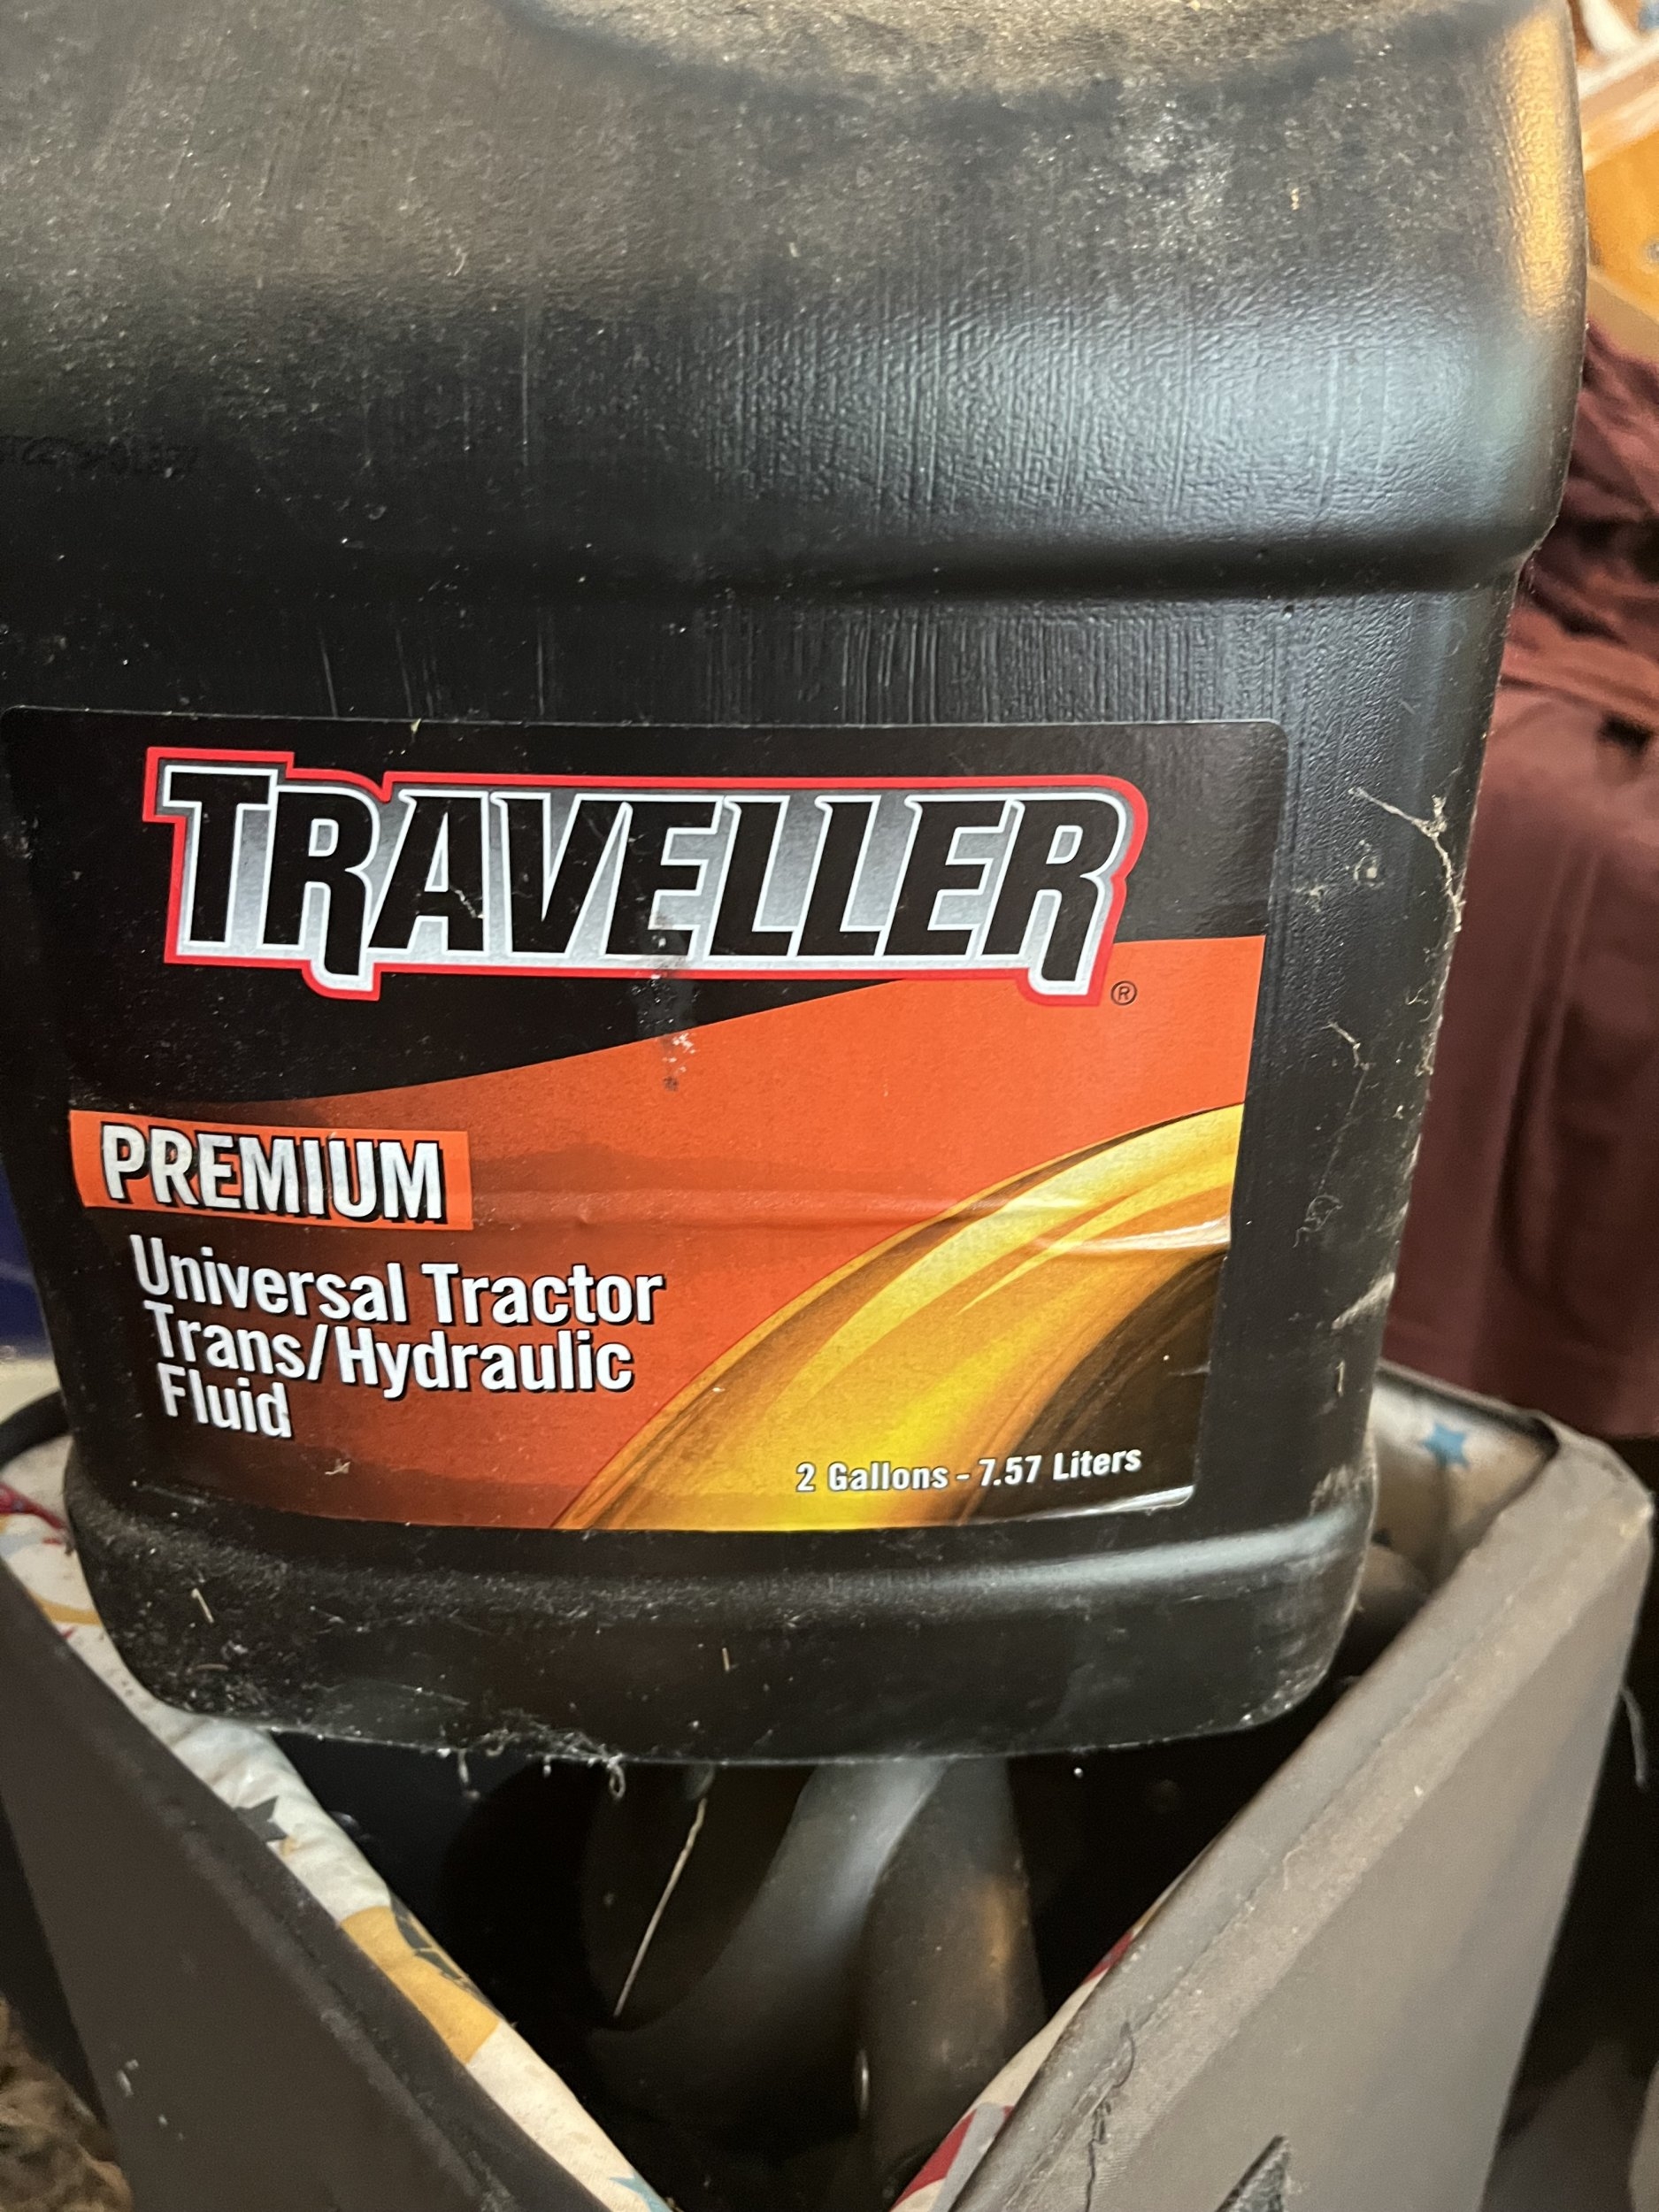 TRAVELLER
®
PREMIUM
Universal Tractor
Trans/Hydraulic
Fluid
2 Gallons - 7.57 Liters